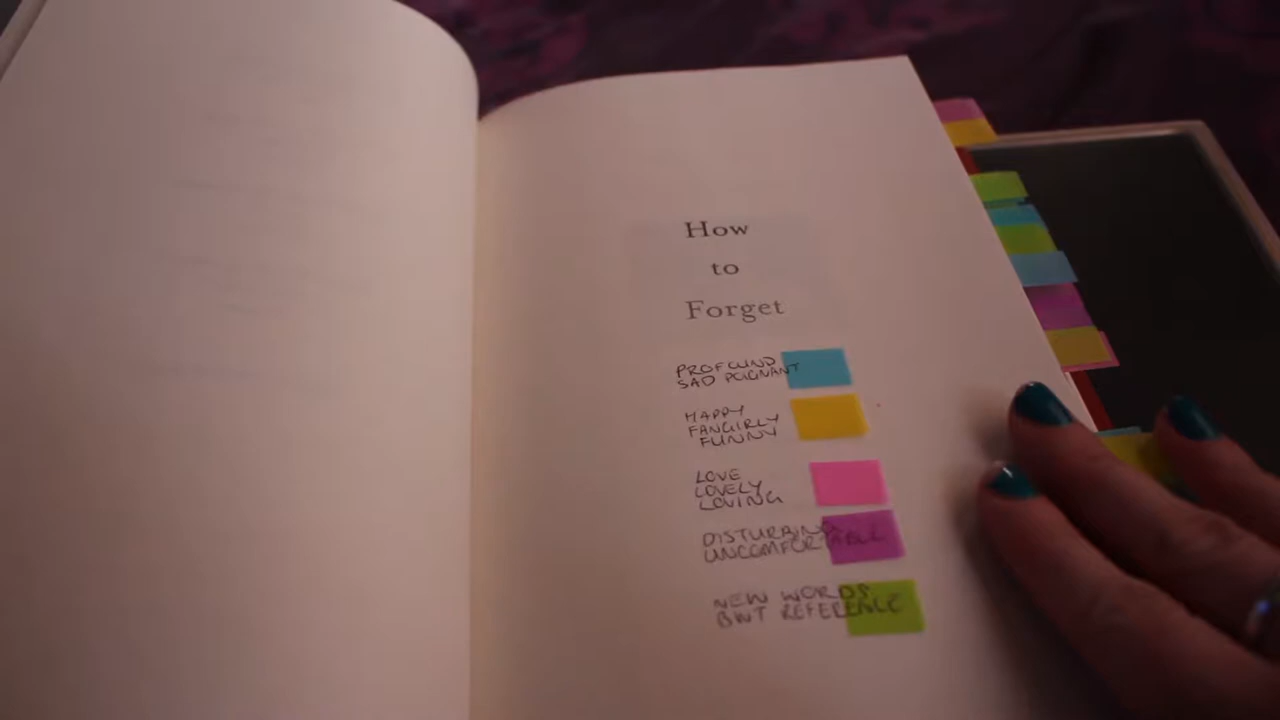 How
to
Forget
PROFOUND
SAD POIGNANT
HAPPY
FANGIRLY
FUNNY
LOVE
LOVELY
LOVING
DISTURBING
UNCOMFORTABLE
NEW WORDS
BWT REFERENCE